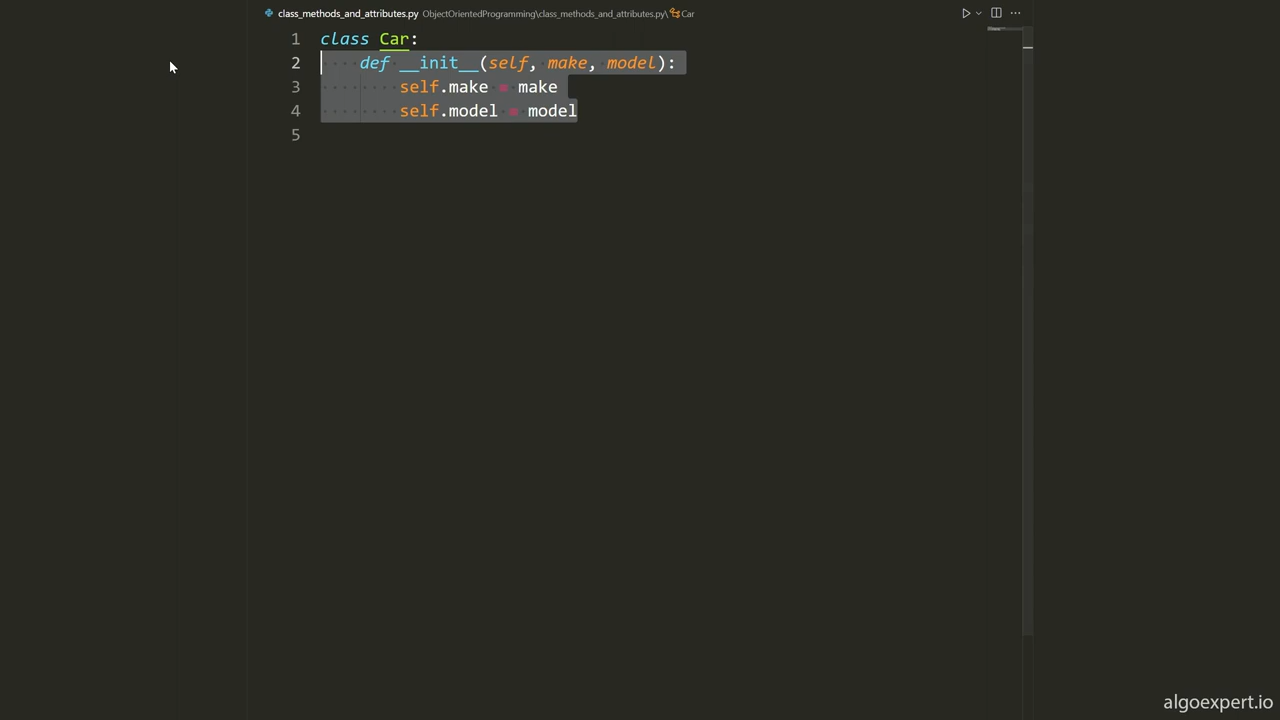 class_methods_and_attributes.py ObjectOrientedProgramming\class_methods_and_attributes.py\Car
1 class Car:
2 def __init__(self, make, model):
3 self.make = make
4 self.model = model
5
algoexpert.io